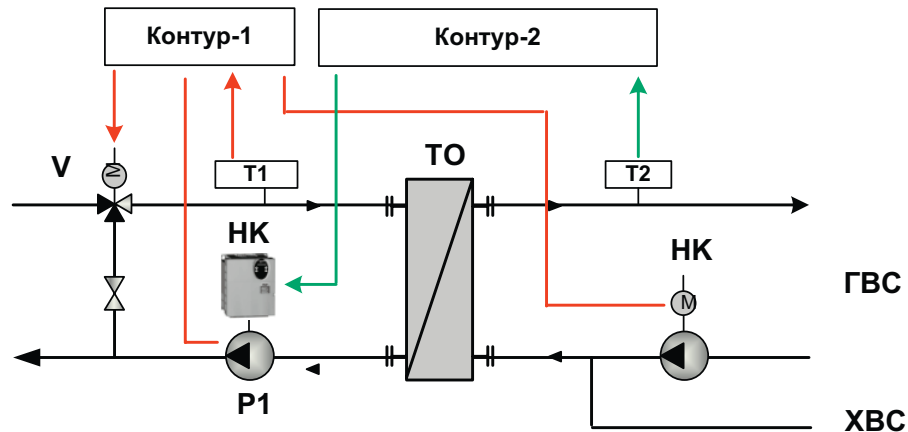 Контур-1
Контур-2
V
M
T1
ТО
T2
НК
НК
M
ГВС
P1
ХВС